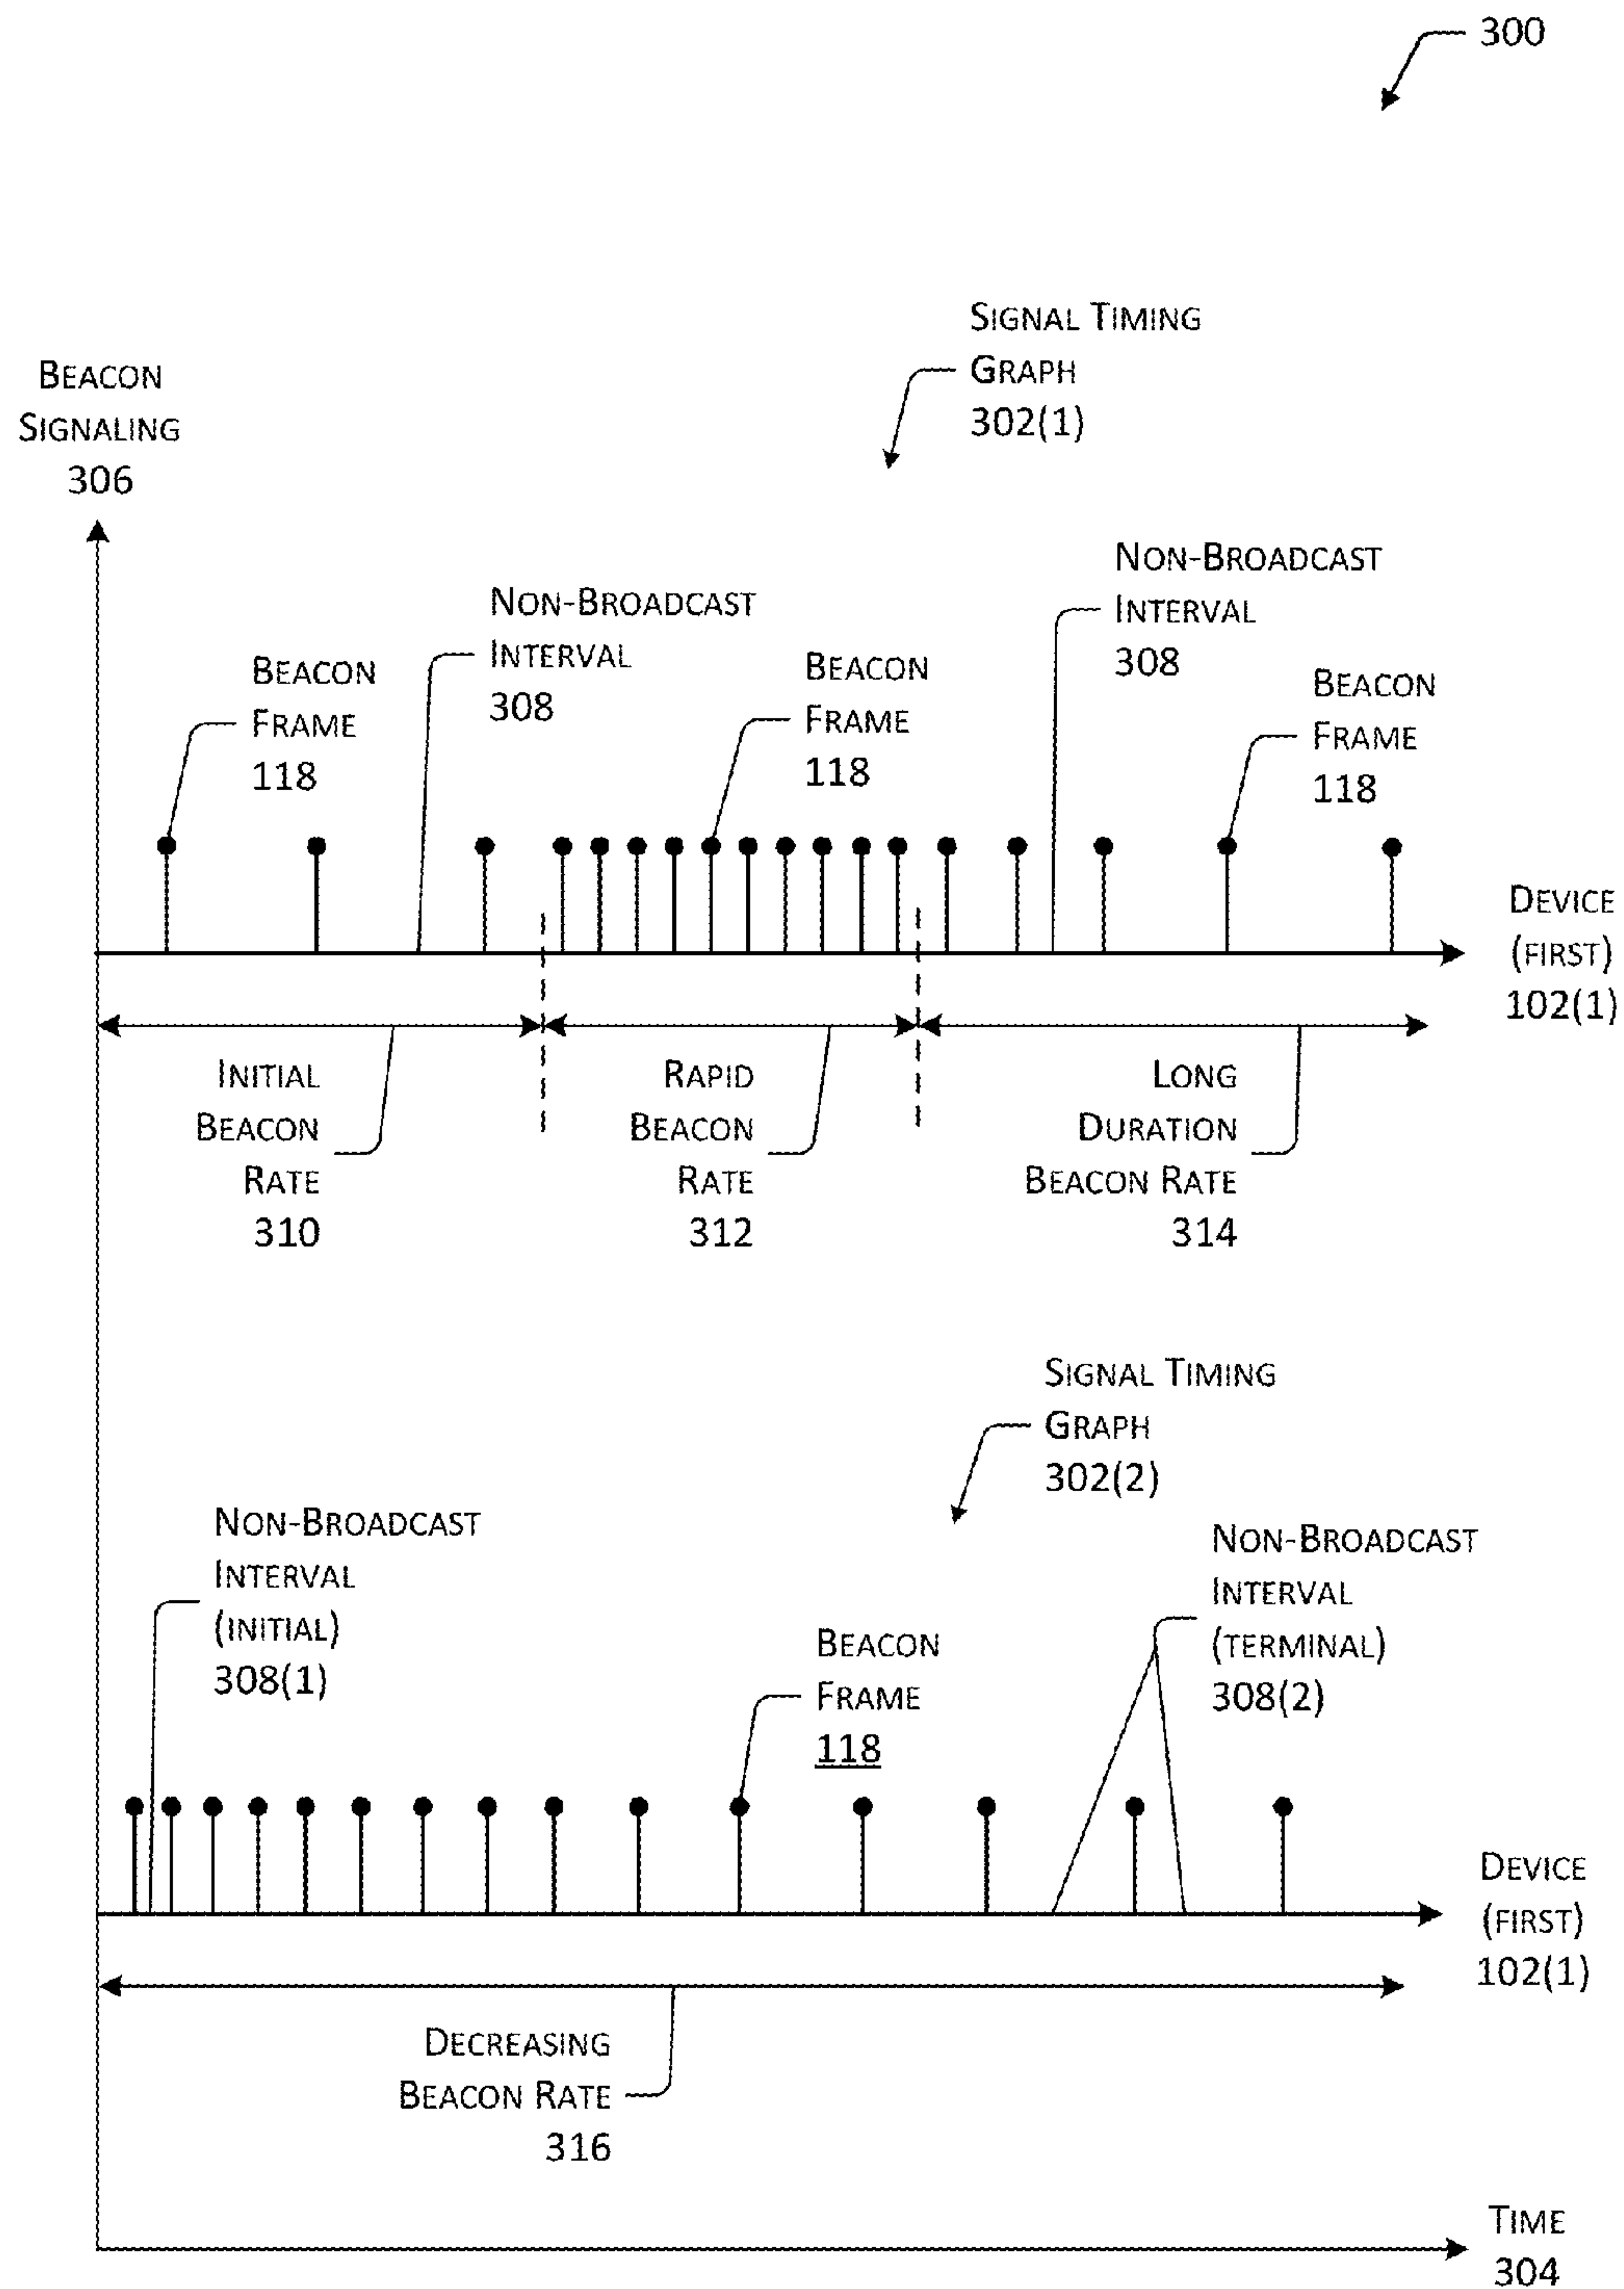 300
SIGNAL TIMING
GRAPH
302(1)
BEACON
SIGNALING
306
NON-BROADCAST
INTERVAL
308
NON-BROADCAST
INTERVAL
308
BEACON
FRAME
118
BEACON
FRAME
118
BEACON
FRAME
118
DEVICE
(FIRST)
102(1)
INITIAL
BEACON
RATE
310
RAPID
BEACON
RATE
312
LONG
DURATION
BEACON RATE
314
SIGNAL TIMING
GRAPH
302(2)
NON-BROADCAST
INTERVAL
(INITIAL)
308(1)
NON-BROADCAST
INTERVAL
(TERMINAL)
308(2)
BEACON
FRAME
118
DEVICE
(FIRST)
102(1)
DECREASING
BEACON RATE
316
TIME
304